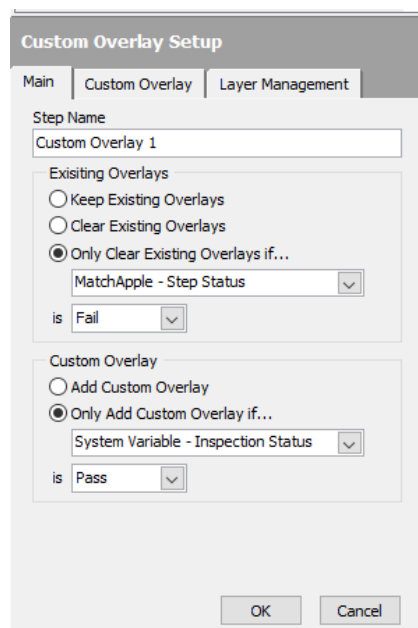 Custom Overlay Setup
Main Custom Overlay Layer Management
Step Name
Custom Overlay 1
Exisiting Overlays
Keep Existing Overlays
Clear Existing Overlays
Only Clear Existing Overlays if...
MatchApple - Step Status
is Fail
Custom Overlay
Add Custom Overlay
Only Add Custom Overlay if...
System Variable - Inspection Status
is Pass
OK Cancel